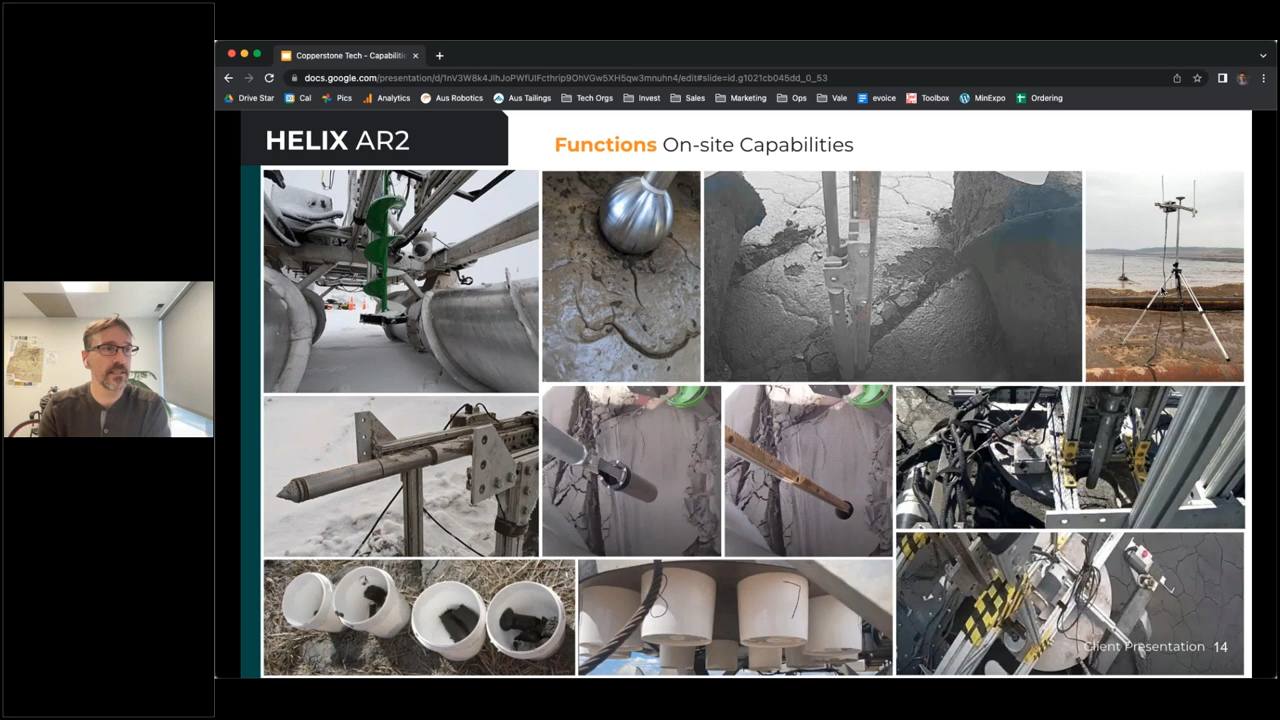 Copperstone Tech - Capabiliti
docs.google.com/presentation/d/1nV3W8k4JlhJoPWfUIFcthrip9OhVGw5XH5qw3mnuhn4/edit#slide=id.g1021cb045dd_0_53
Drive Star Cal Pics Analytics Aus Robotics Aus Tailings Tech Orgs Invest Sales Marketing Ops Vale evoice Toolbox MinExpo Ordering
HELIX AR2
Functions On-site Capabilities
7
Client Presentation 14